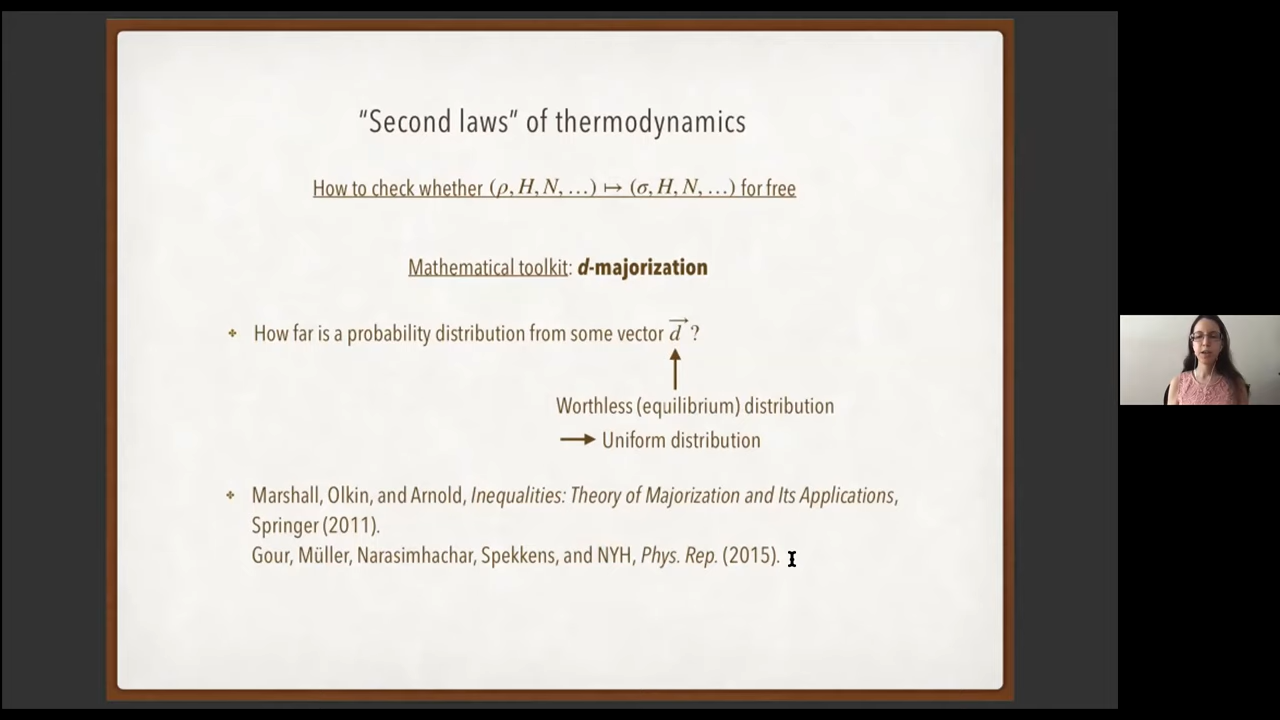 "Second laws" of thermodynamics
How to check whether (ρ, H, N, …) ↦ (σ, H, N, …) for free
Mathematical toolkit: d-majorization
How far is a probability distribution from some vector d⃗ ?
Worthless (equilibrium) distribution
Uniform distribution
Marshall, Olkin, and Arnold, Inequalities: Theory of Majorization and Its Applications,
Springer (2011).
Gour, Müller, Narasimhachar, Spekkens, and NYH, Phys. Rep. (2015).